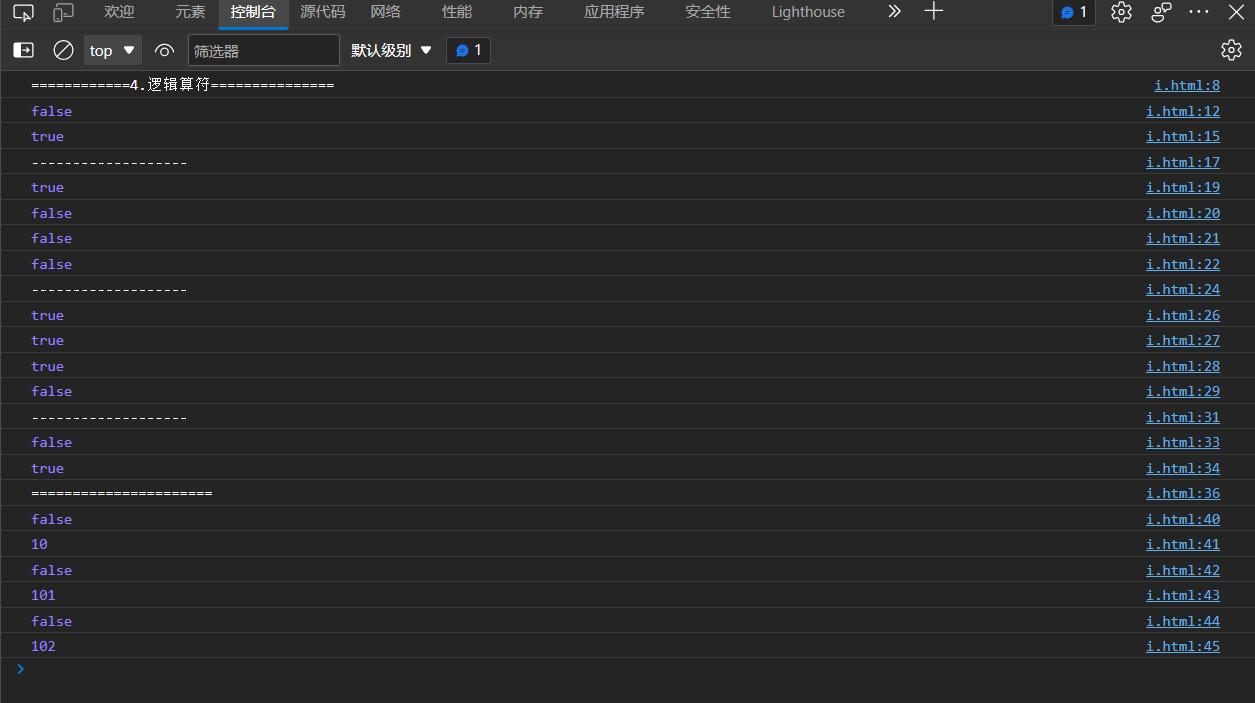 欢迎 元素 控制台 源代码 网络 性能 内存 应用程序 安全性 Lighthouse 1
top 筛选器 默认级别 1
============4.逻辑算符=============== i.html:8
false i.html:12
true i.html:15
------------------- i.html:17
true i.html:19
false i.html:20
false i.html:21
false i.html:22
------------------- i.html:24
true i.html:26
true i.html:27
true i.html:28
false i.html:29
------------------- i.html:31
false i.html:33
true i.html:34
====================== i.html:36
false i.html:40
10 i.html:41
false i.html:42
101 i.html:43
false i.html:44
102 i.html:45